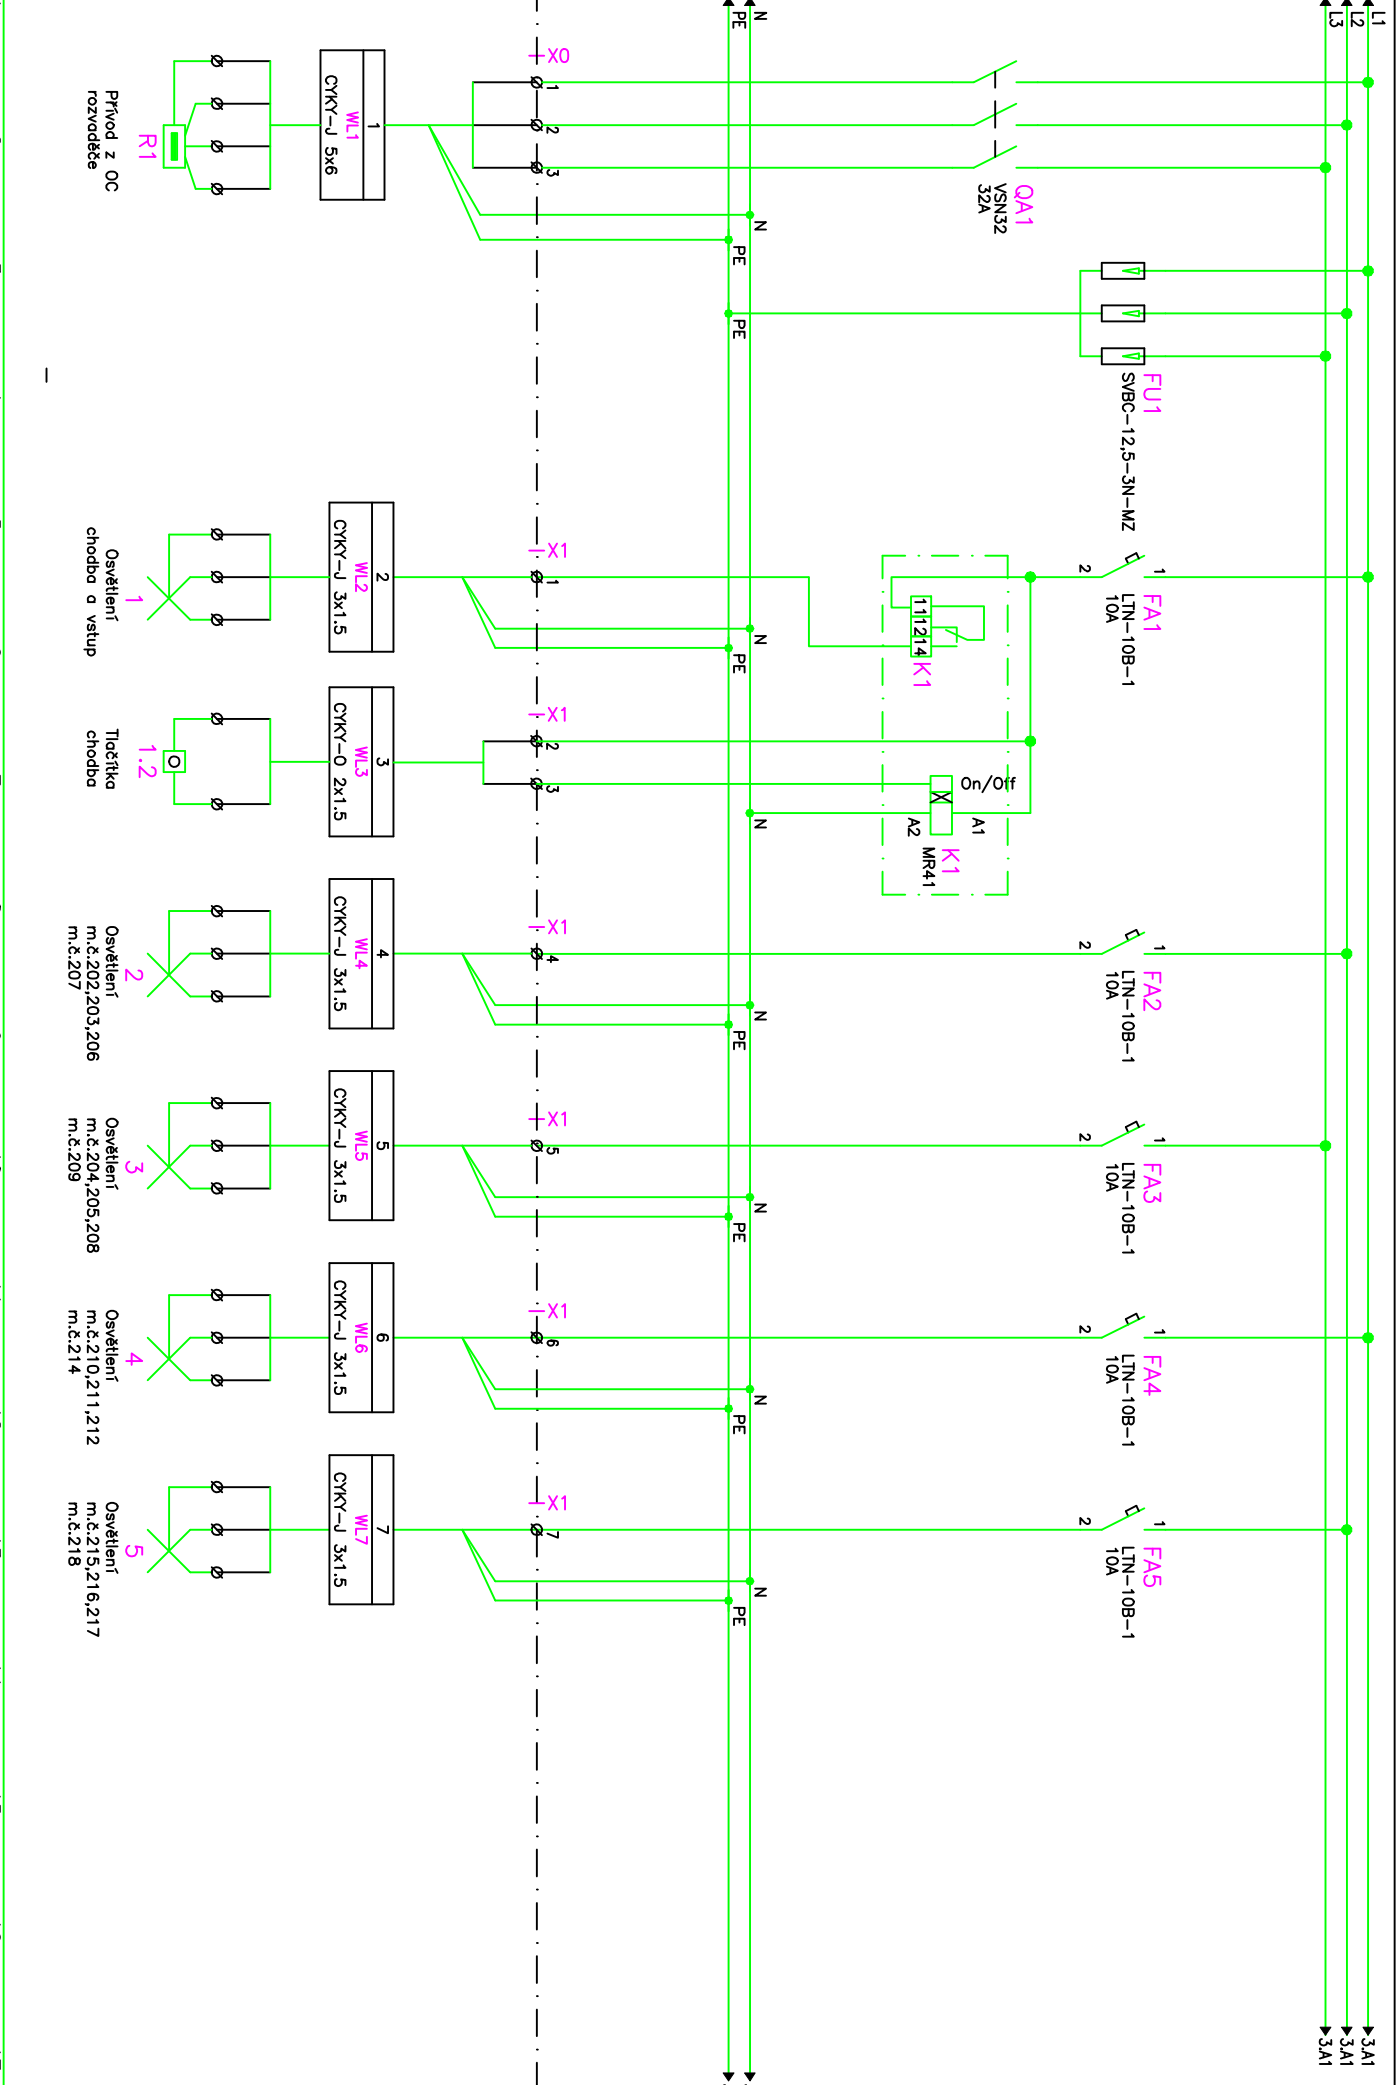 L1
L2
L3
N
PE
3.A1
3.A1
3.A1
QA1
VSN32
32A
FU1
SVBC-12,5-3N-MZ
1
2
FA1
LTN-10B-1
10A
1
2
FA2
LTN-10B-1
10A
1
2
FA3
LTN-10B-1
10A
1
2
FA4
LTN-10B-1
10A
1
2
FA5
LTN-10B-1
10A
11 12 14
K1
On/Off
A1
A2
K1
MR41
N
PE
PE
N
PE
N
N
PE
N
PE
N
PE
N
PE
X0
1
2
3
X1
1
X1
2
3
X1
4
X1
5
X1
6
X1
7
1
WL1
CYKY-J 5x6
2
WL2
CYKY-J 3x1.5
3
WL3
CYKY-O 2x1.5
4
WL4
CYKY-J 3x1.5
5
WL5
CYKY-J 3x1.5
6
WL6
CYKY-J 3x1.5
7
WL7
CYKY-J 3x1.5
R1
Přívod z OC
rozvaděče
1
Osvětlení
chodba a vstup
1.2
Tlačítka
chodba
2
Osvětlení
m.č.202,203,206
m.č.207
3
Osvětlení
m.č.204,205,208
m.č.209
4
Osvětlení
m.č.210,211,212
m.č.214
5
Osvětlení
m.č.215,216,217
m.č.218